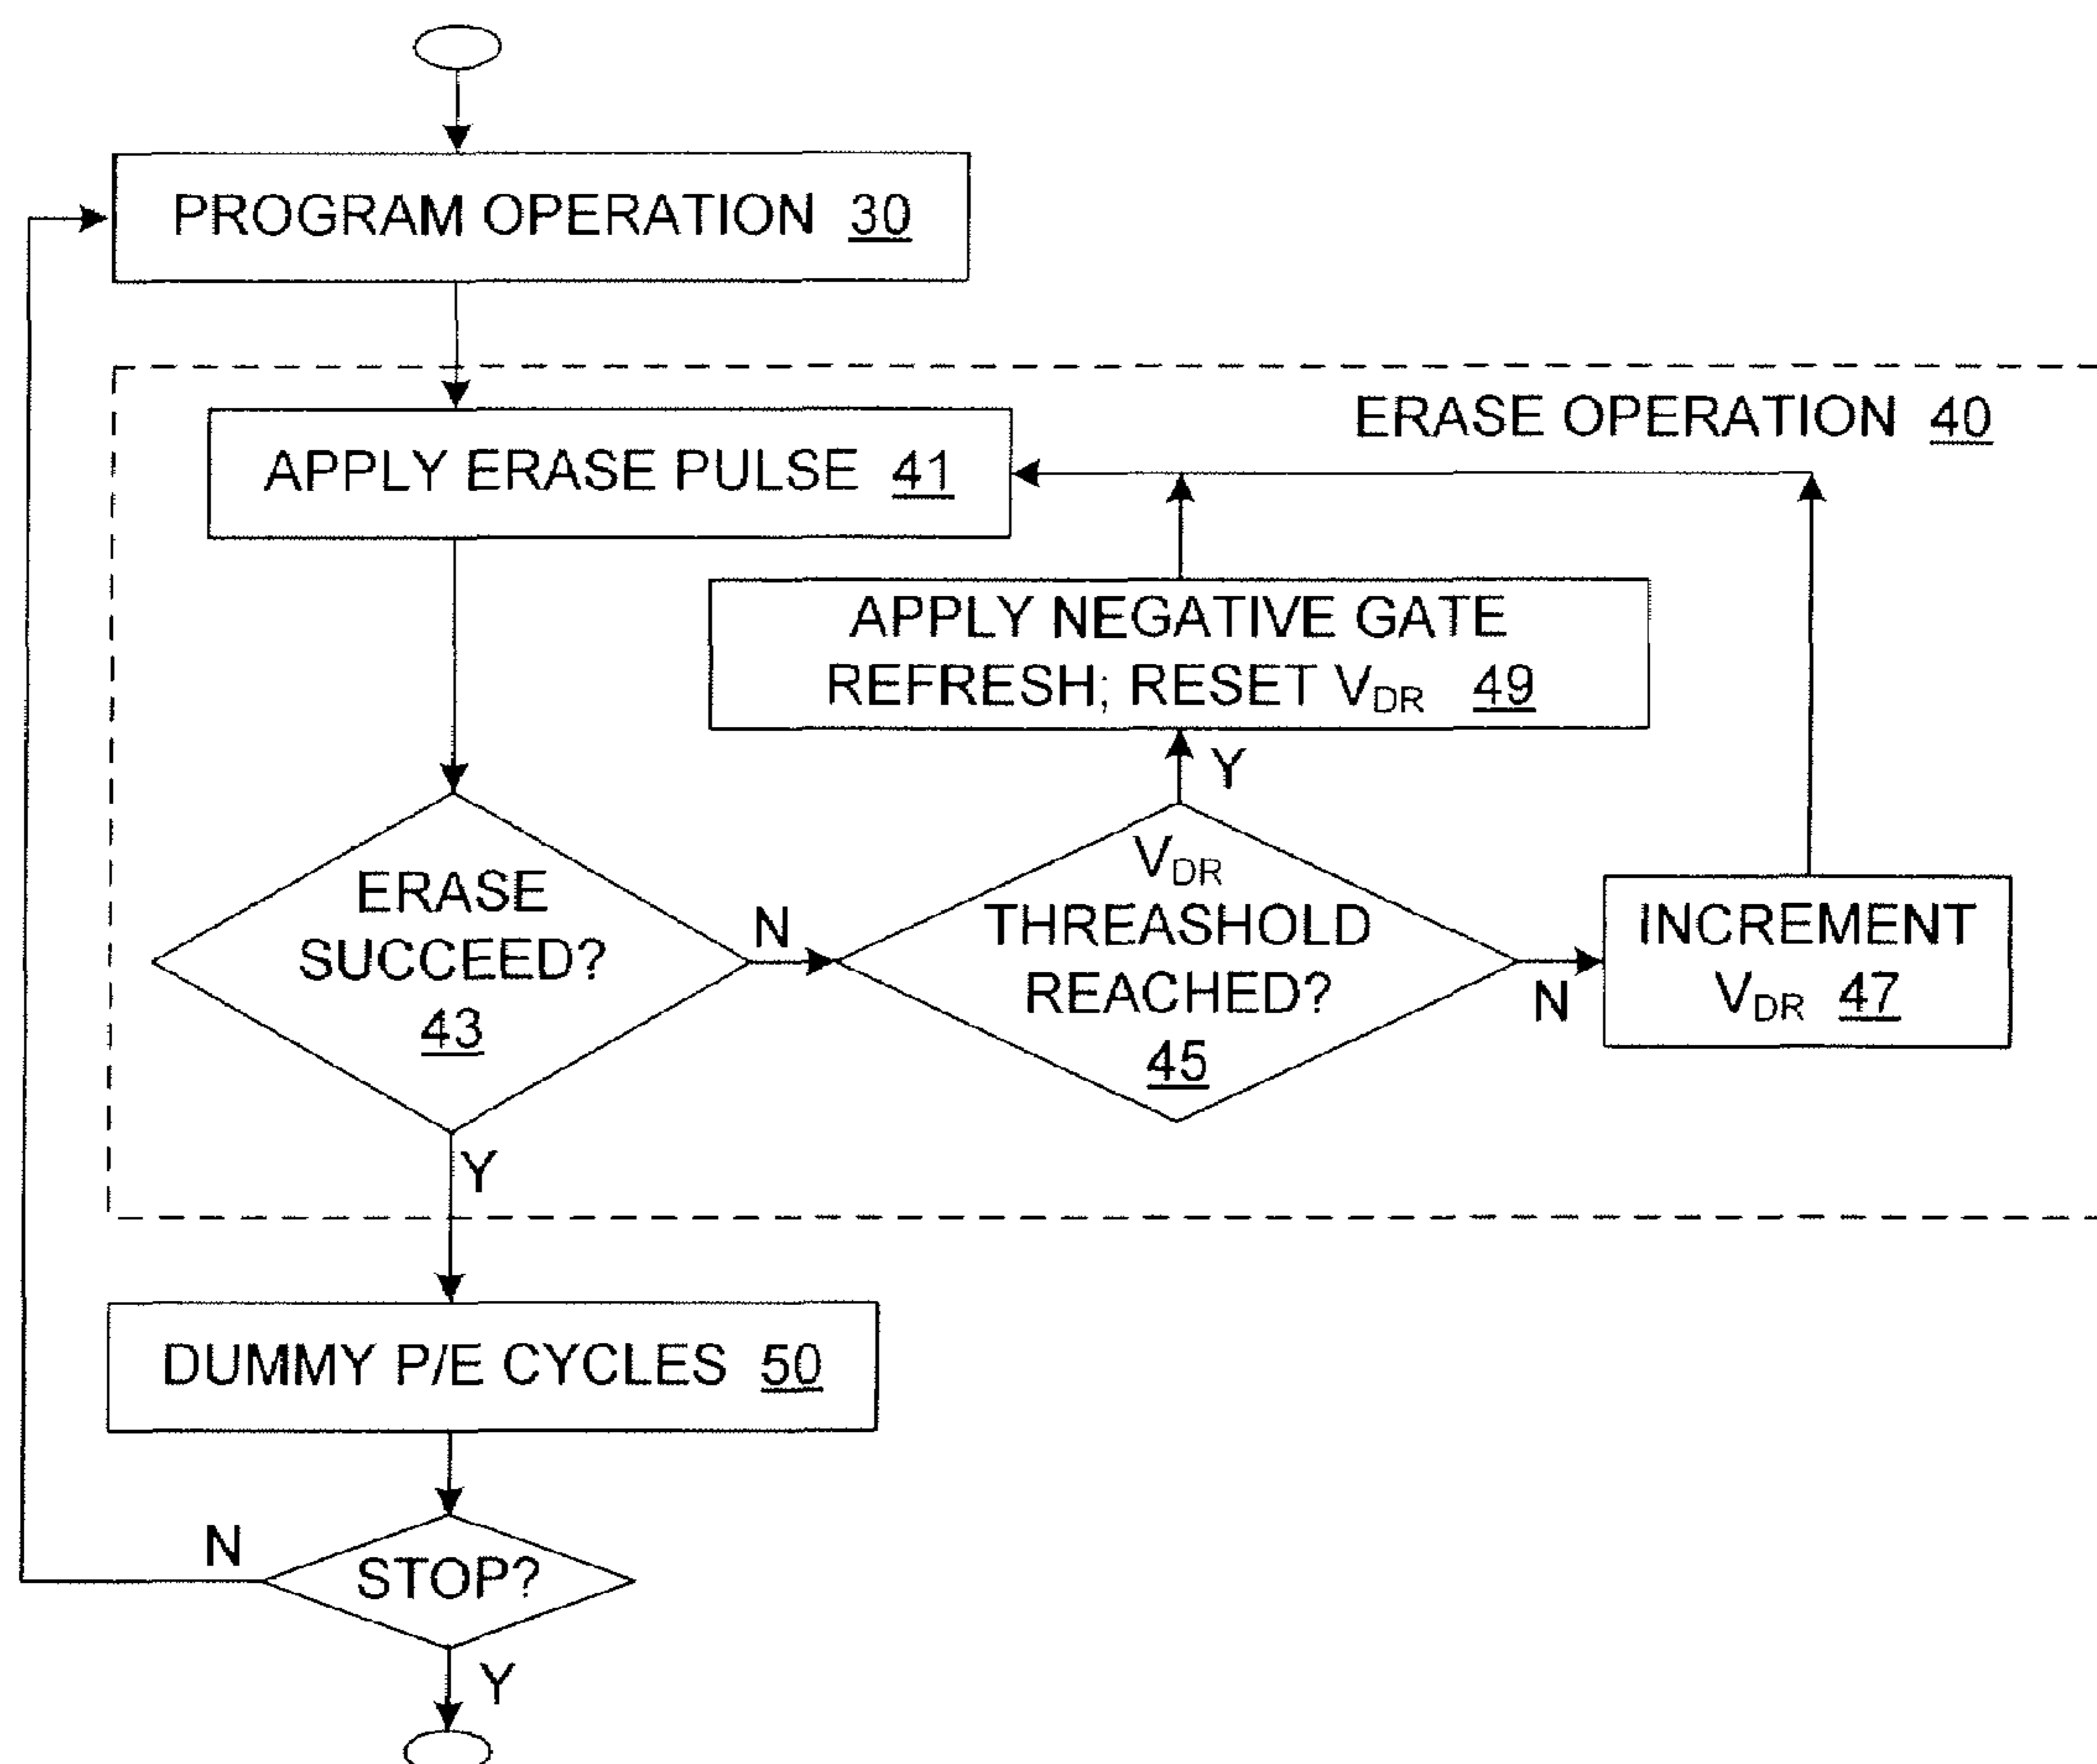 PROGRAM OPERATION 30
ERASE OPERATION 40
APPLY ERASE PULSE 41
APPLY NEGATIVE GATE
REFRESH; RESET VDR 49
Y
ERASE
SUCCEED?
43
N
VDR
THREASHOLD
REACHED?
45
N
INCREMENT
VDR 47
Y
DUMMY P/E CYCLES 50
N
STOP?
Y